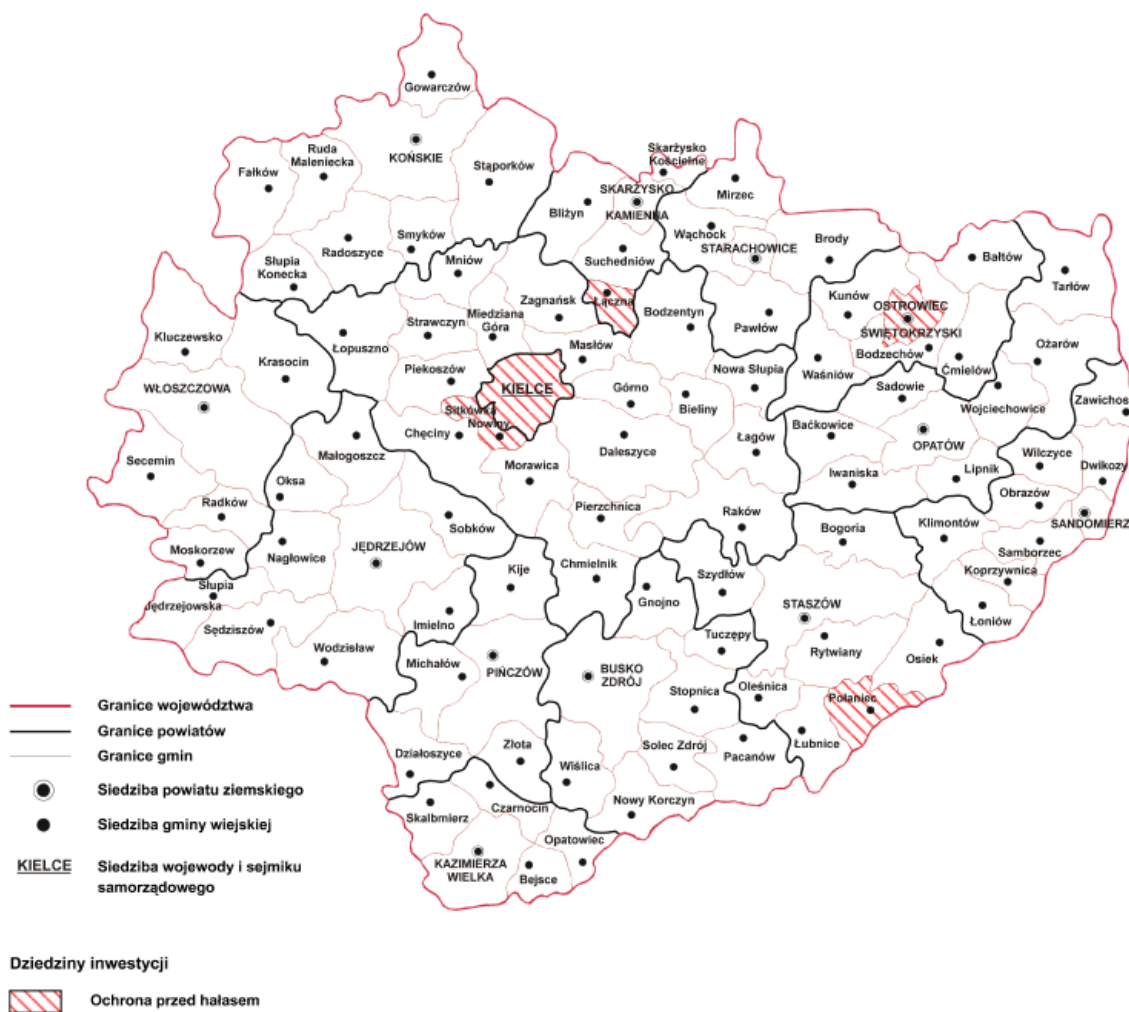 Gowarczów
KOŃSKIE
Ruda
Maleniecka
Fałków
Stąporków
Radoszyce
Smyków
Słupia
Konecka
Skarżysko
Kościelne
SKARŻYSKO
KAMIENNA
Bliżyn
Mirzec
Wąchock
STARACHOWICE
Brody
Suchedniów
Mniów
Łączna
Zagnańsk
Bodzentyn
Pawłów
Kunów
Bałtów
Tarłów
OSTROWIEC
ŚWIĘTOKRZYSKI
Bodzechów
Ćmielów
Ożarów
Waśniów
Kluczewsko
Krasocin
Łopuszno
Strawczyn
Miedziana
Góra
Masłów
Piekoszów
KIELCE
Górno
Bieliny
Nowa Słupia
Sadowie
Wojciechowice
Zawichos
WŁOSZCZOWA
Sitkówka
Nowiny
Chęciny
Daleszyce
Łagów
Baćkowice
OPATÓW
Iwaniska
Lipnik
Wilczyce
Dwikozy
Obrazów
SANDOMIERZ
Secemin
Małogoszcz
Oksa
Radków
Morawica
Pierzchnica
Raków
Bogoria
Klimontów
Samborzec
Koprzywnica
Łoniów
Moskorzew
Nagłowice
JĘDRZEJÓW
Sobków
Kije
Chmielnik
Gnojno
Szydłów
STASZÓW
Słupia
Jędrzejowska
Sędziszów
Wodzisław
Imielno
Michałów
PIŃCZÓW
BUSKO
ZDRÓJ
Tuczępy
Rytwiany
Osiek
Stopnica
Oleśnica
Połaniec
Łubnice
Działoszyce
Złota
Wiślica
Solec Zdrój
Pacanów
Nowy Korczyn
Skalbmierz
Czarnocin
Opatowiec
KAZIMIERZA
WIELKA
Bejsce
Granice województwa
Granice powiatów
Granice gmin
Siedziba powiatu ziemskiego
Siedziba gminy wiejskiej
KIELCE Siedziba wojewody i sejmiku
samorządowego
Dziedziny inwestycji
Ochrona przed hałasem